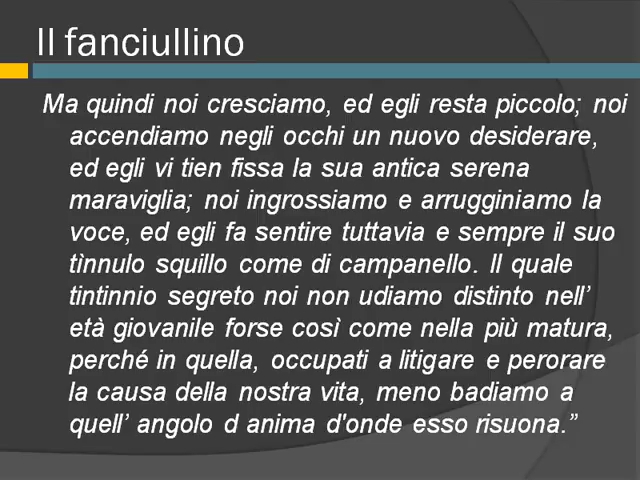 Il fanciullino
Ma quindi noi cresciamo, ed egli resta piccolo; noi
accendiamo negli occhi un nuovo desiderare,
ed egli vi tien fissa la sua antica serena
maraviglia; noi ingrossiamo e arrugginiamo la
voce, ed egli fa sentire tuttavia e sempre il suo
tìnnulo squillo come di campanello. Il quale
tintinnio segreto noi non udiamo distinto nell’
età giovanile forse così come nella più matura,
perché in quella, occupati a litigare e perorare
la causa della nostra vita, meno badiamo a
quell’ angolo d anima d'onde esso risuona.”